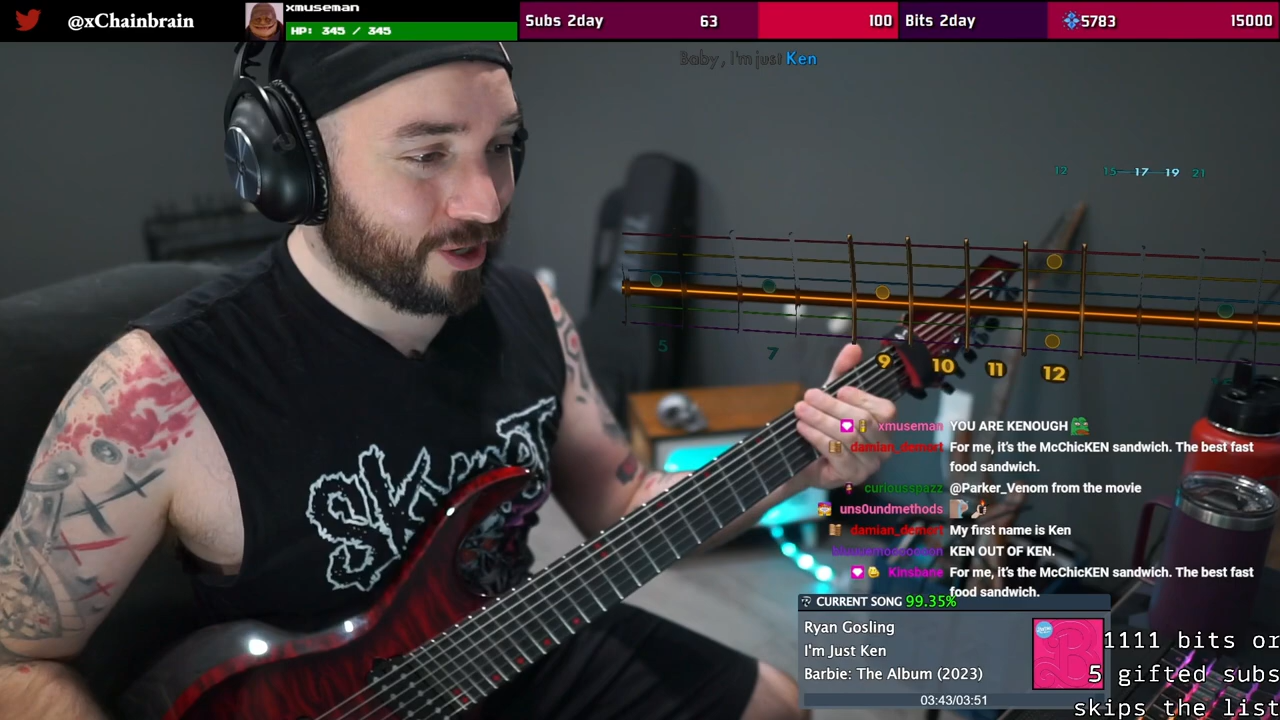 @xChainbrain
xmuseman
HP: 345 / 345
Subs 2day 63 100
Bits 2day 5783 15000
Baby, I'm just Ken
12 15 17 19 21
5 7 9 10 11 12
xmuseman YOU ARE KENOUGH
damian_demart For me, it's the McChicKEN sandwich. The best fast
food sandwich.
curiousspazz @Parker_Venom from the movie
uns0undmethods
damian_demart My first name is Ken
KEN OUT OF KEN.
Kinsbane For me, it's the McChicKEN sandwich. The best fast
food sandwich.
CURRENT SONG 99.35%
Ryan Gosling
I'm Just Ken
Barbie: The Album (2023)
03:43/03:51
1111 bits or
5 gifted subs
skips the list